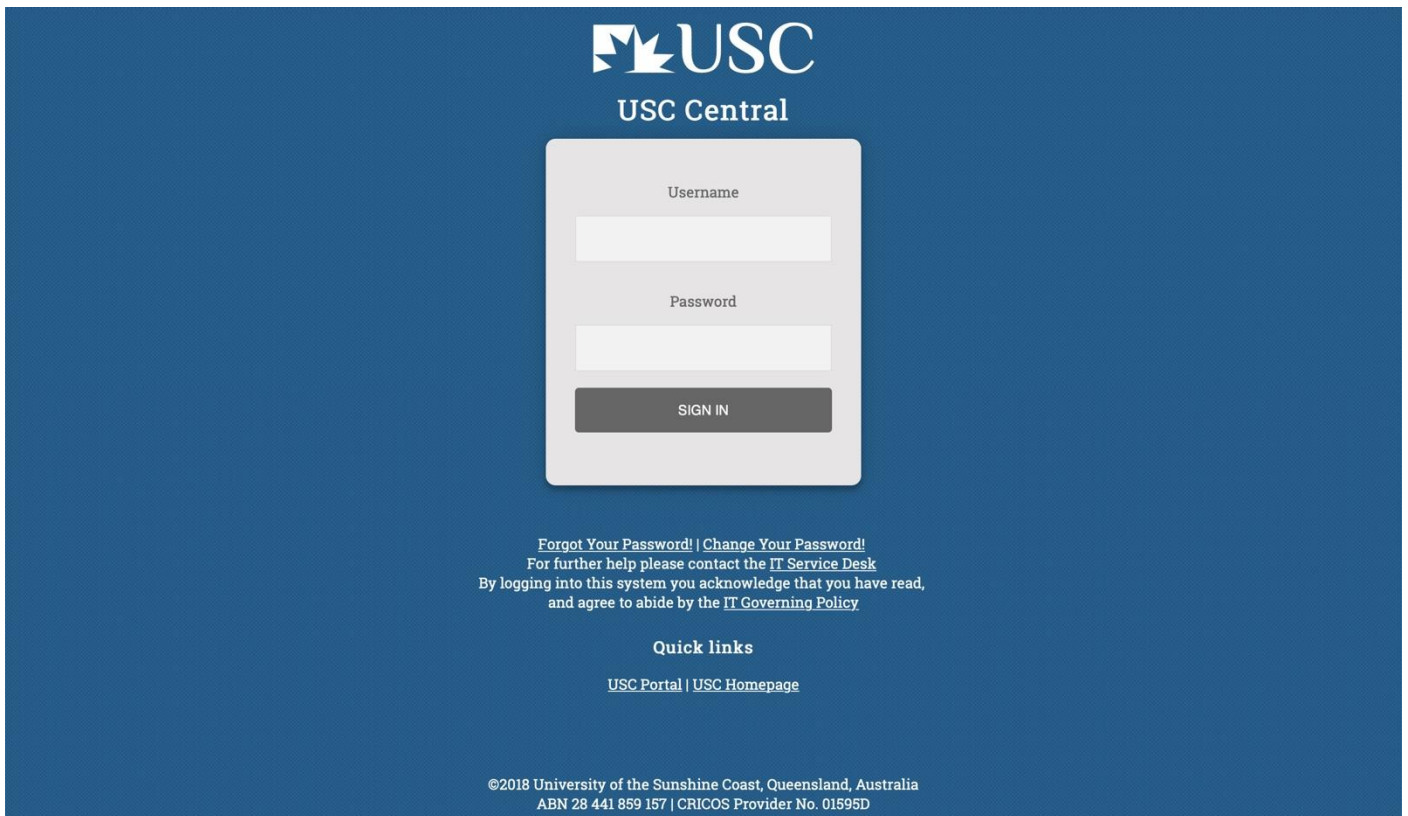 USC
USC Central
Username
Password
SIGN IN
Forgot Your Password! | Change Your Password!
For further help please contact the IT Service Desk
By logging into this system you acknowledge that you have read,
and agree to abide by the IT Governing Policy
Quick links
USC Portal | USC Homepage
©2018 University of the Sunshine Coast, Queensland, Australia
ABN 28 441 859 157 | CRICOS Provider No. 01595D